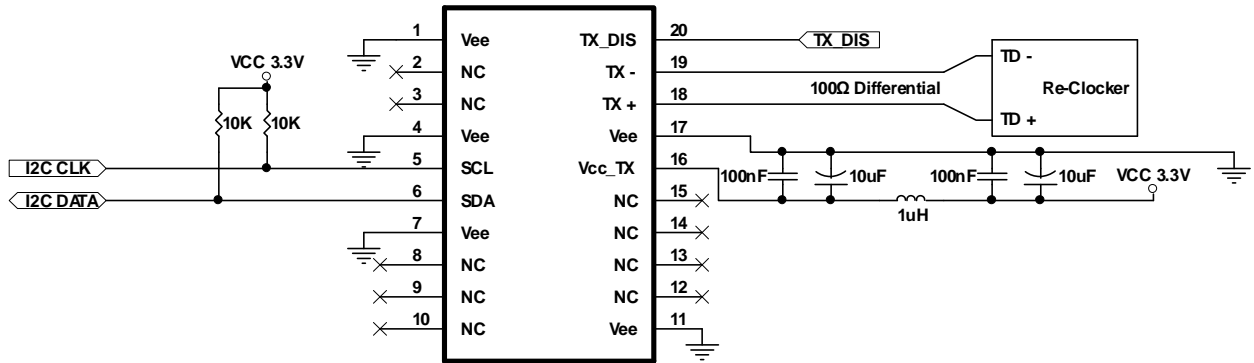 1 Vee
2 NC
3 NC
4 Vee
5 SCL
6 SDA
7 Vee
8 NC
9 NC
10 NC
VCC 3.3V
10K 10K
I2C CLK
I2C DATA
TX_DIS 20
TX - 19
TX + 18
Vee 17
Vcc_TX 16
NC 15
NC 14
NC 13
NC 12
Vee 11
TX_DIS
100Ω Differential
TD -
Re-Clocker
TD +
100nF 10uF 100nF 10uF
VCC 3.3V
1uH